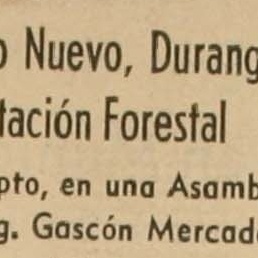 o Nuevo, Durang
tación Forestal
pto, en una Asamb
g. Gascón Mercad